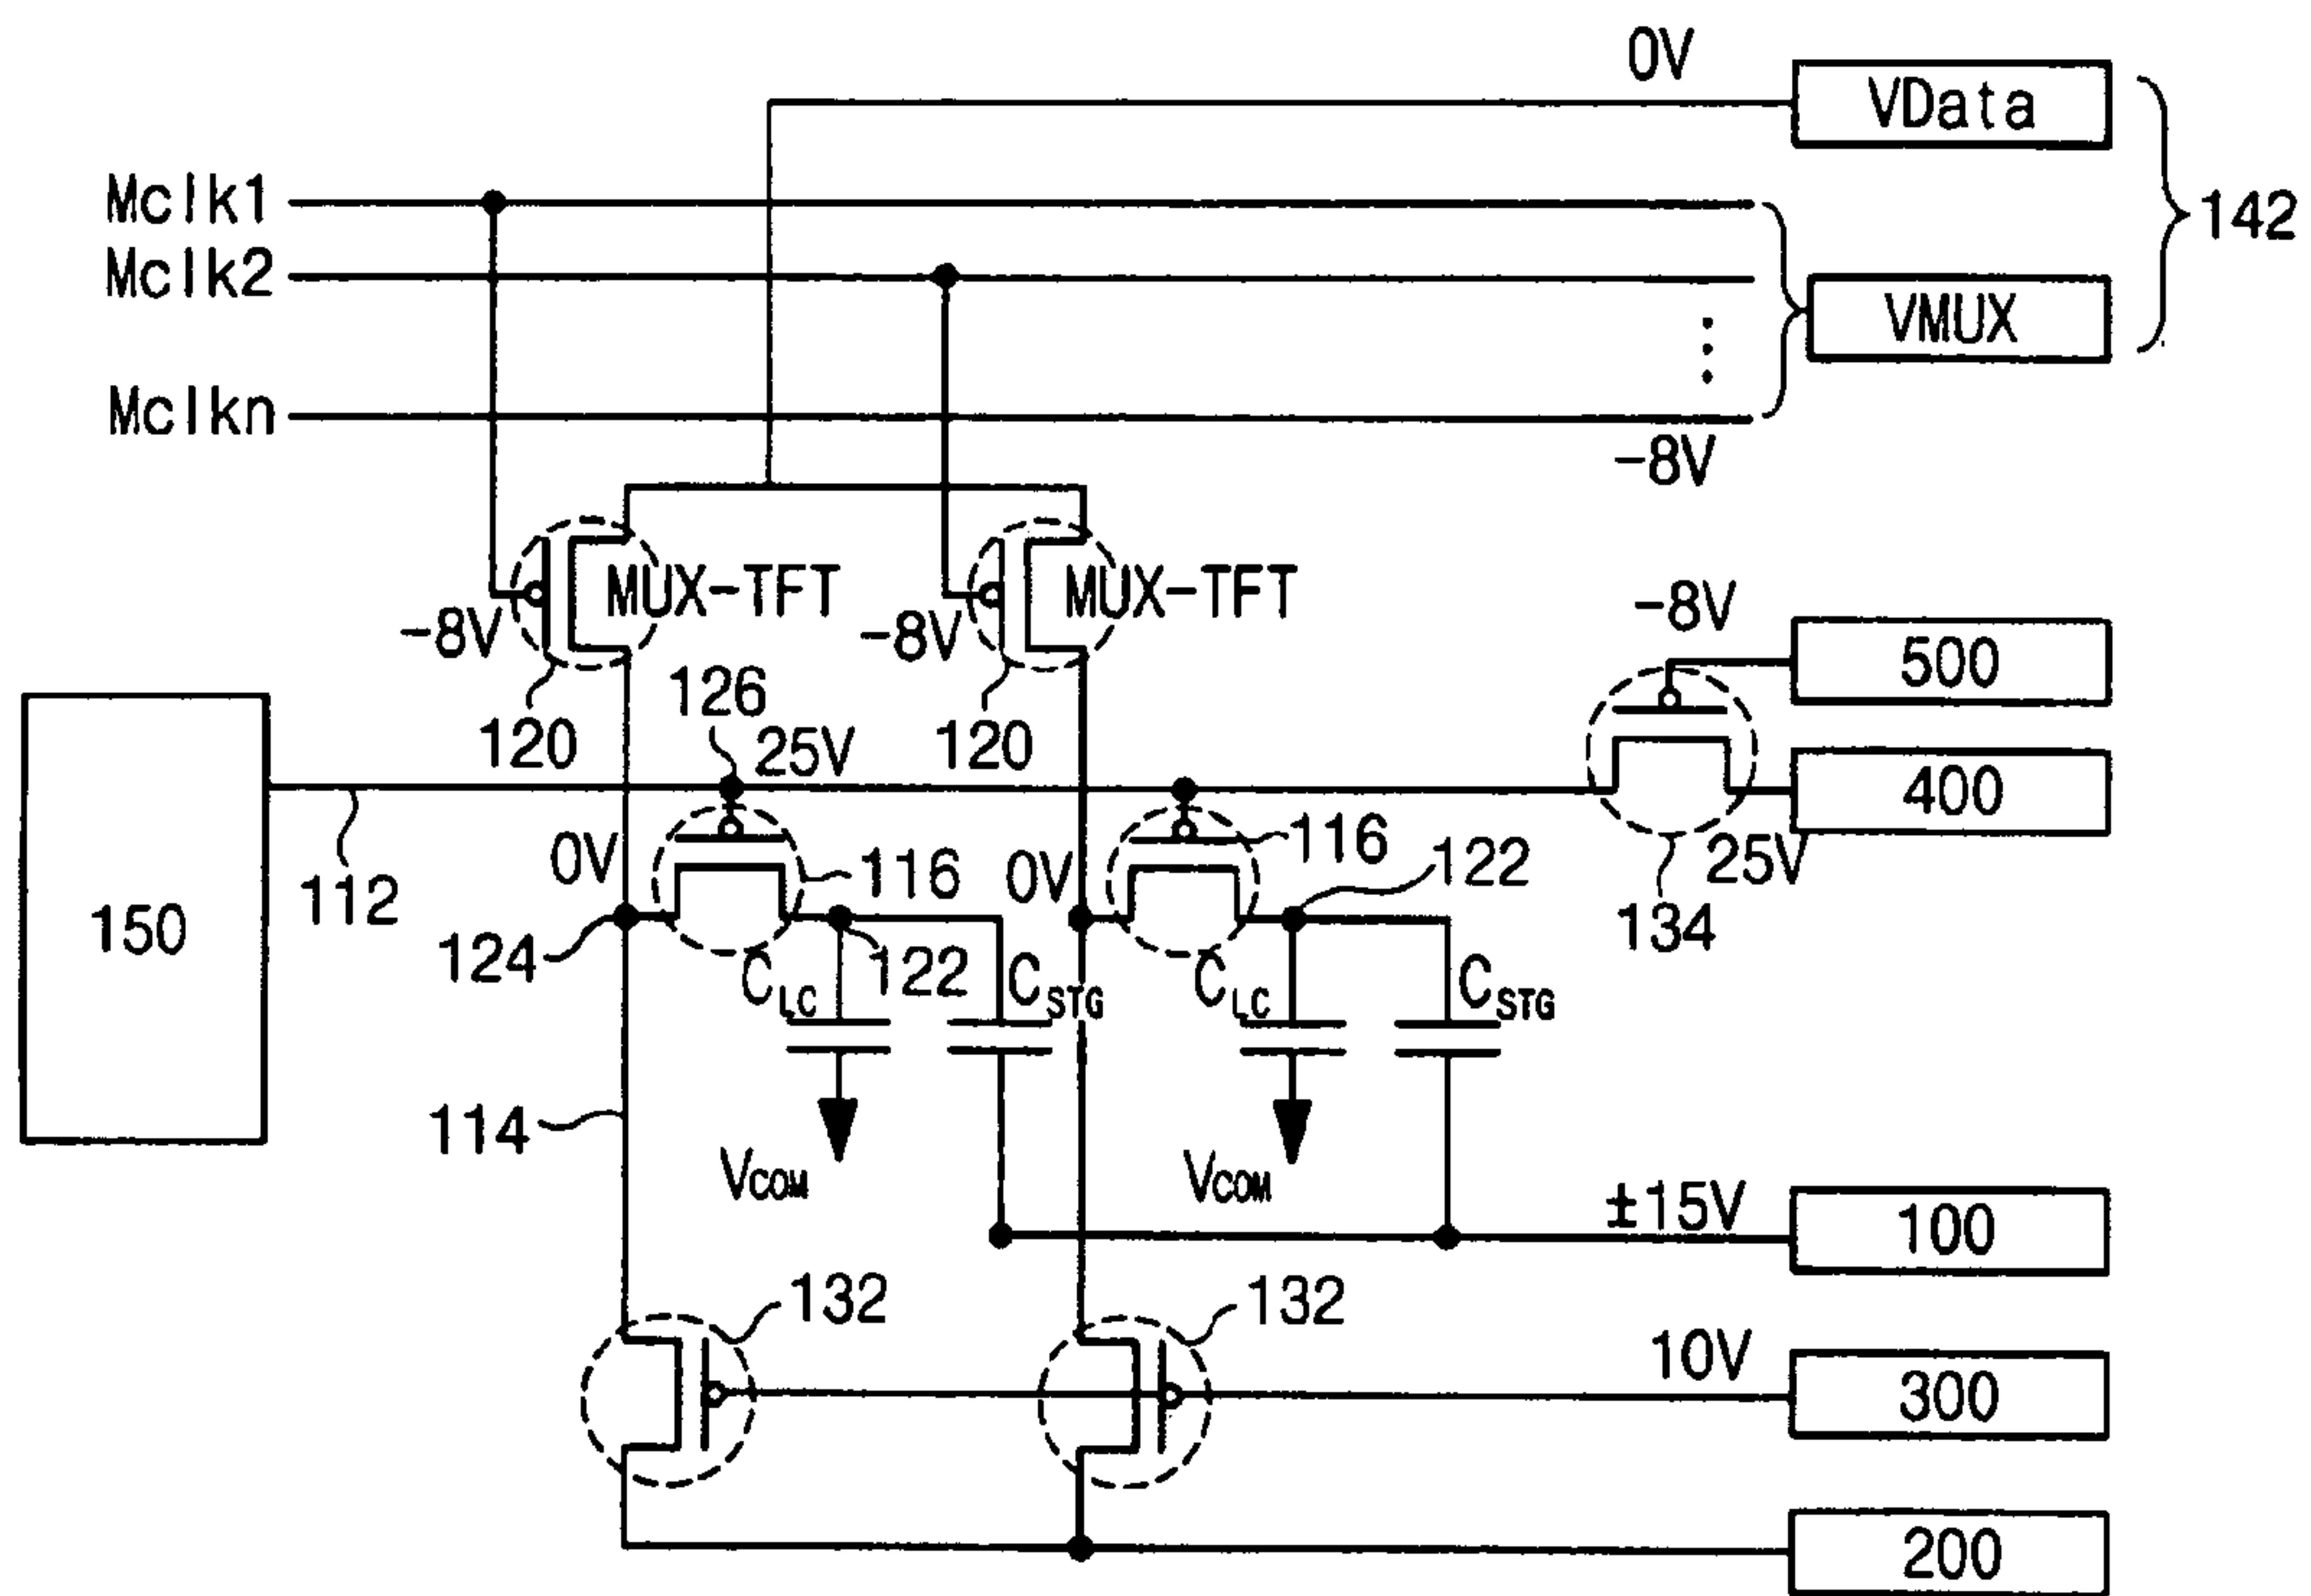 0V
VData
Mclk1
142
Mclk2
VMUX
Mclkn
-8V
MUX-TFT
MUX-TFT
-8V
-8V
-8V
500
126
120
25V
120
400
0V
116
0V
116
122
25V
112
150
134
124
CLC
122
CSTG
CLC
CSTG
114
VCOM
VCOM
±15V
100
132
132
10V
300
200